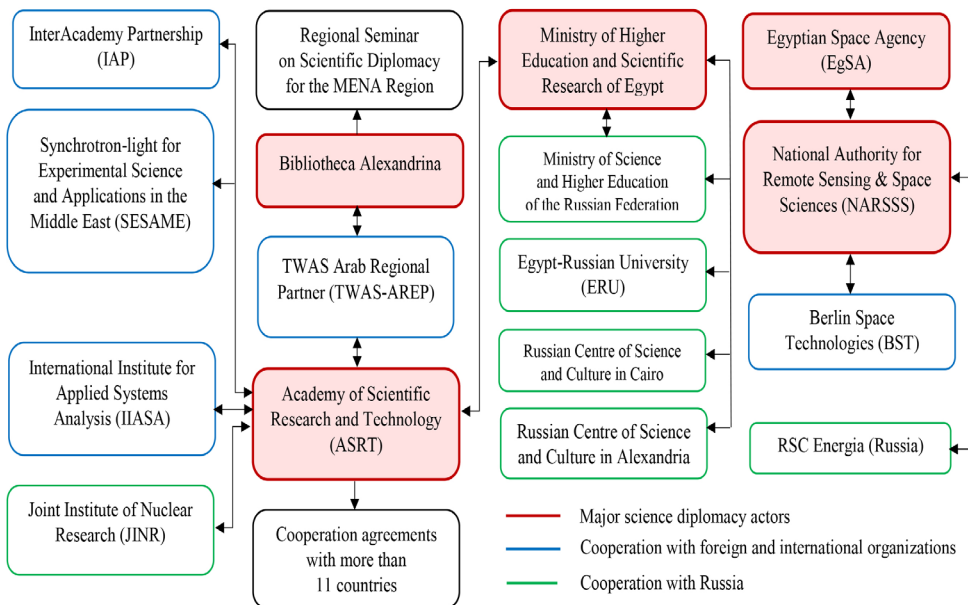 InterAcademy Partnership
(IAP)
Regional Seminar
on Scientific Diplomacy
for the MENA Region
Ministry of Higher
Education and Scientific
Research of Egypt
Egyptian Space Agency
(EgSA)
Synchrotron-light for
Experimental Science
and Applications in the
Middle East (SESAME)
Bibliotheca Alexandrina
Ministry of Science
and Higher Education
of the Russian Federation
National Authority for
Remote Sensing & Space
Sciences (NARSSS)
TWAS Arab Regional
Partner (TWAS-AREP)
Egypt-Russian University
(ERU)
Berlin Space
Technologies (BST)
International Institute for
Applied Systems
Analysis (IIASA)
Academy of Scientific
Research and Technology
(ASRT)
Russian Centre of Science
and Culture in Cairo
Russian Centre of Science
and Culture in Alexandria
RSC Energia (Russia)
Joint Institute of Nuclear
Research (JINR)
Cooperation agreements
with more than
11 countries
Major science diplomacy actors
Cooperation with foreign and international organizations
Cooperation with Russia